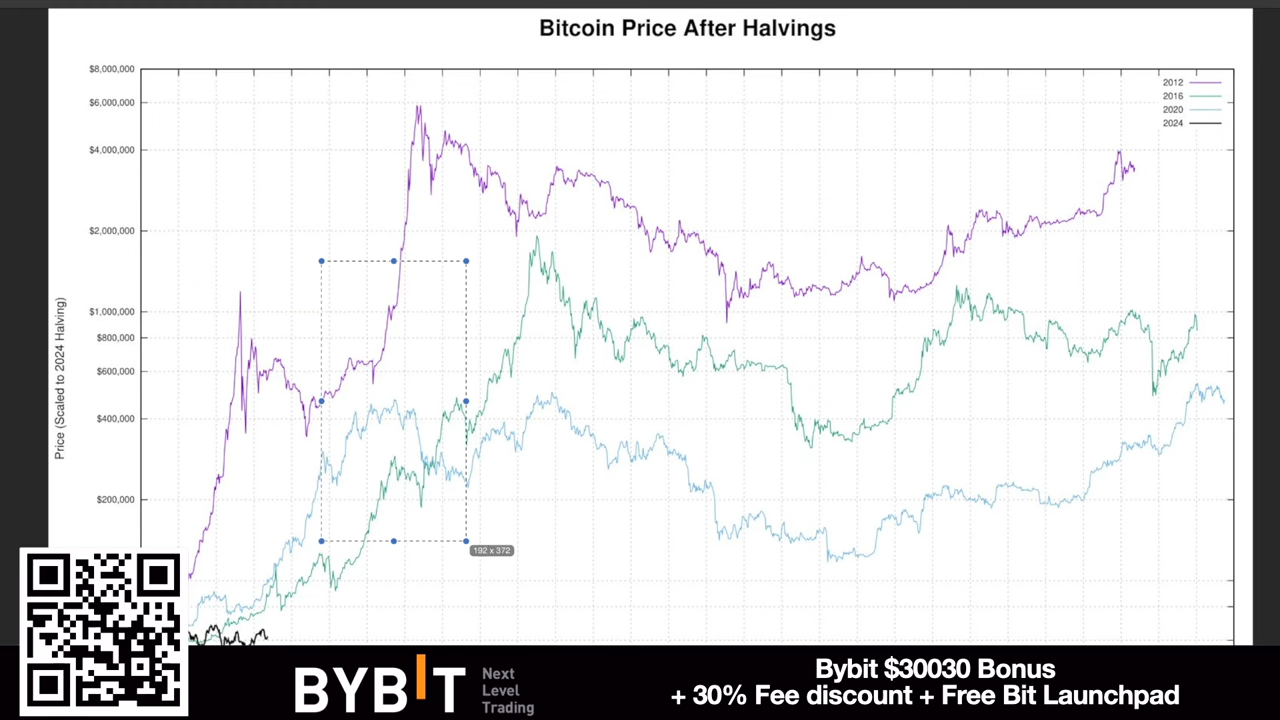 Bitcoin Price After Halvings
$8,000,000
$6,000,000
$4,000,000
$2,000,000
$1,000,000
$800,000
$600,000
$400,000
$200,000
Price (Scaled to 2024 Halving)
2012
2016
2020
2024
192 x 372
BYBIT
Next
Level
Trading
Bybit $30030 Bonus
+ 30% Fee discount + Free Bit Launchpad